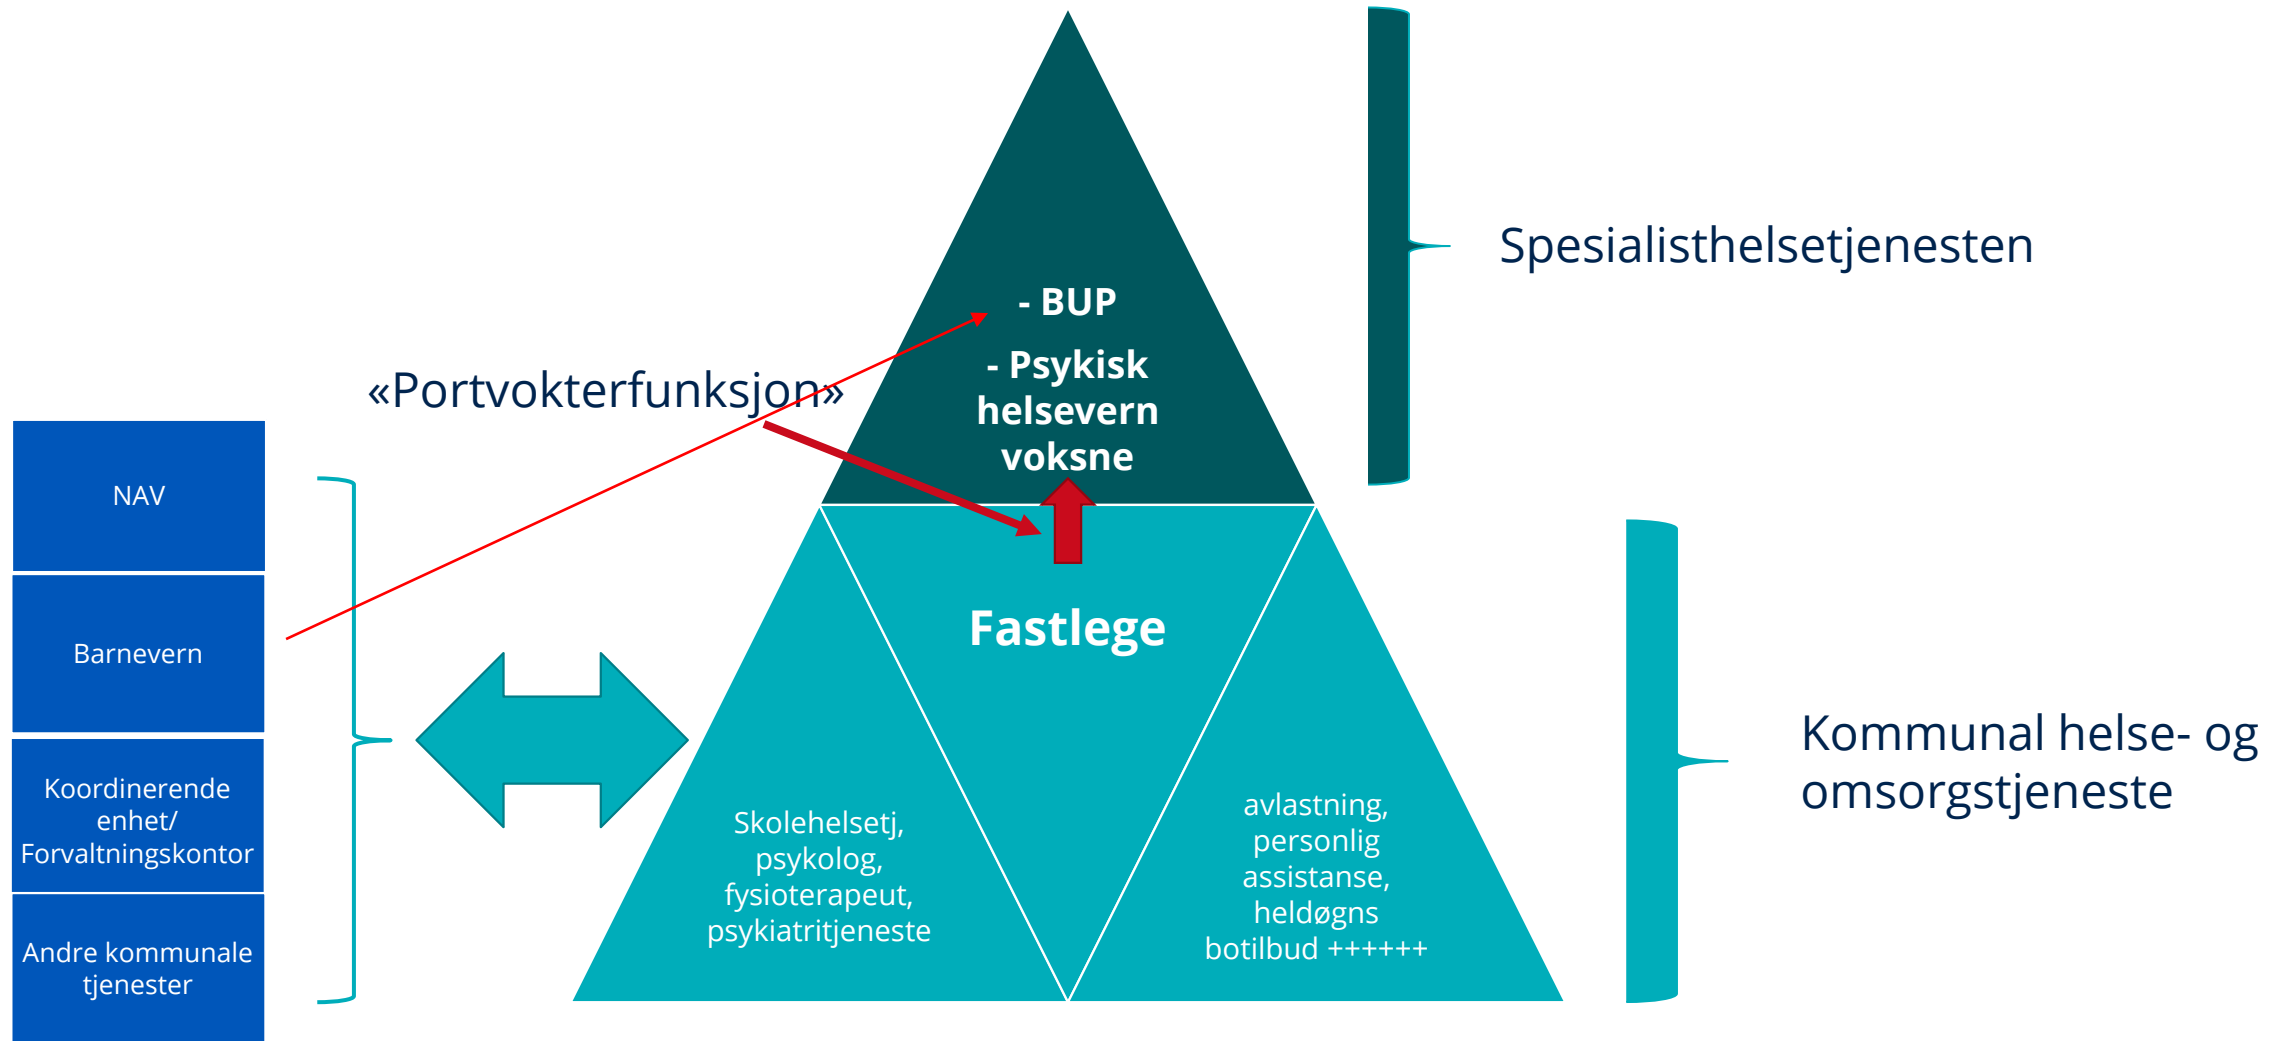 - BUP
- Psykisk
helsevern
voksne
Spesialisthelsetjenesten
«Portvokterfunksjon»
NAV
Barnevern
Koordinerende
enhet/
Forvaltningskontor
Andre kommunale
tjenester
Fastlege
Skolehelsetj,
psykolog,
fysioterapeut,
psykiatritjeneste
avlastning,
personlig
assistanse,
heldøgns
botilbud ++++++
Kommunal helse- og
omsorgstjeneste